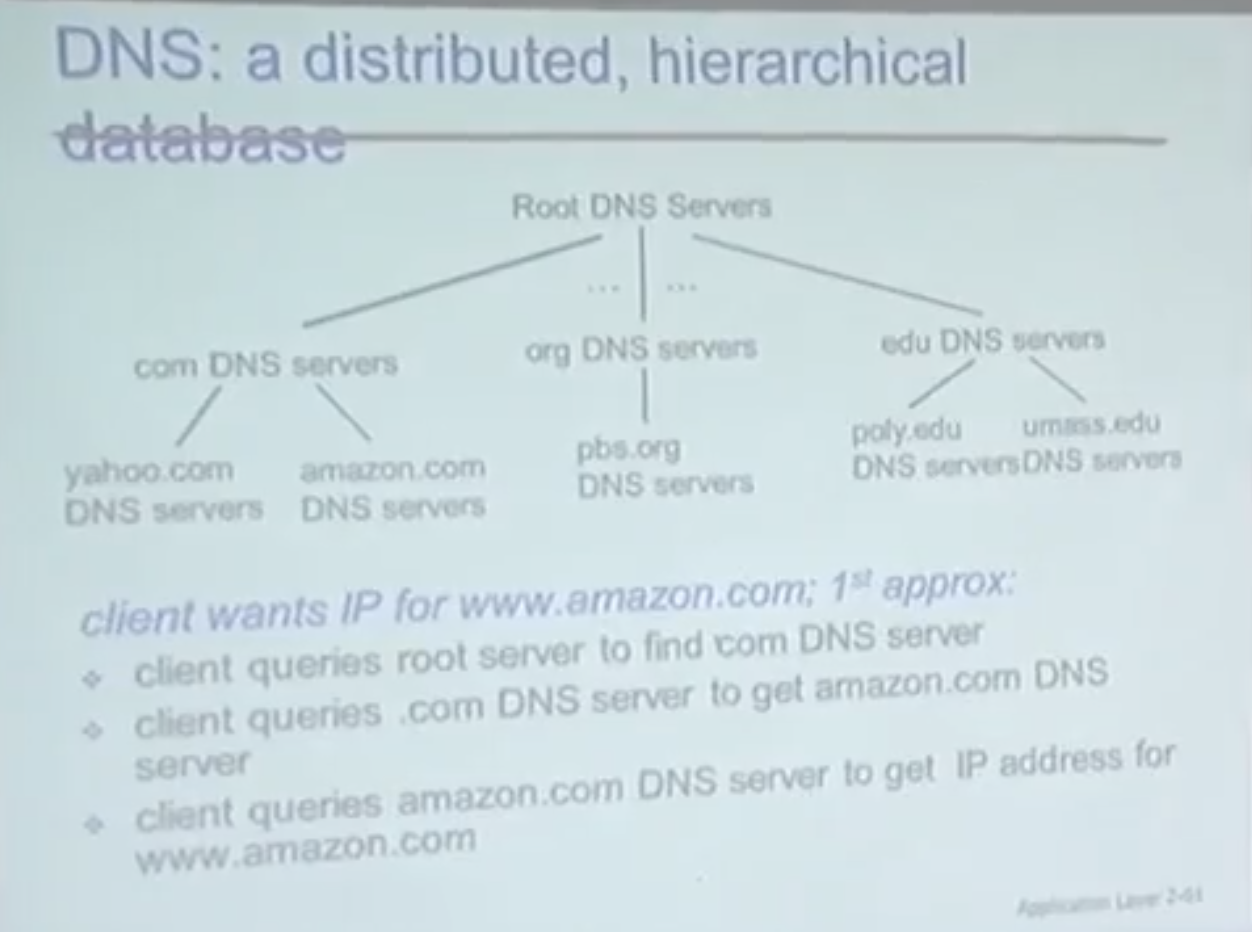 DNS: a distributed, hierarchical
database
Root DNS Servers
... ...
com DNS servers
org DNS servers
edu DNS servers
yahoo.com
DNS servers
amazon.com
DNS servers
pbs.org
DNS servers
poly.edu
DNS servers
umass.edu
DNS servers
client wants IP for www.amazon.com; 1st approx:
❖ client queries root server to find com DNS server
❖ client queries .com DNS server to get amazon.com DNS
server
❖ client queries amazon.com DNS server to get IP address for
www.amazon.com
Application Layer